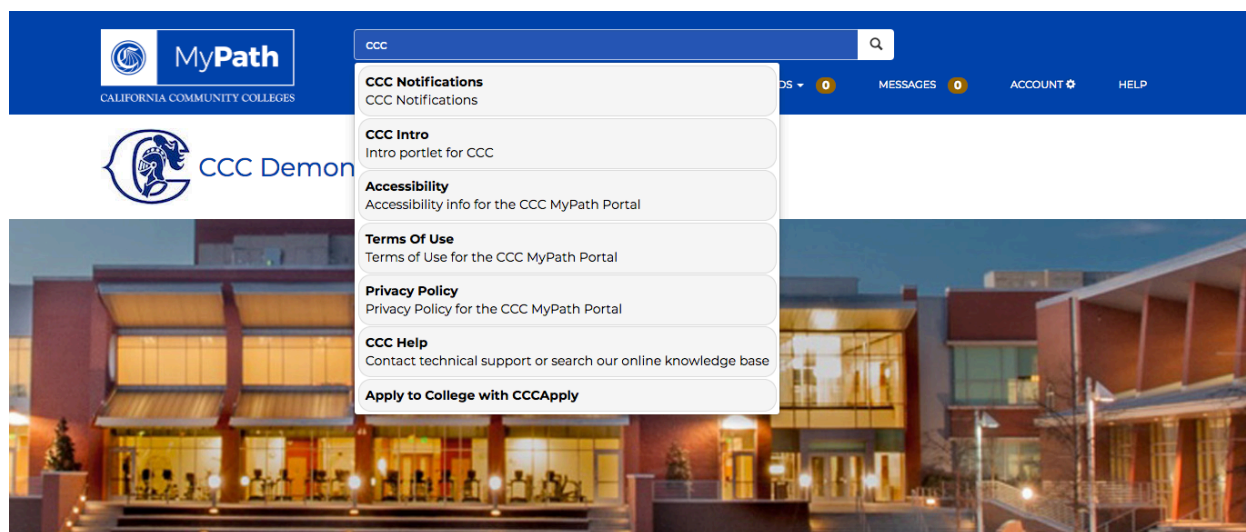 MyPath
CALIFORNIA COMMUNITY COLLEGES
ccc
DS 0
MESSAGES 0
ACCOUNT
HELP
CCC Demon
CCC Notifications
CCC Notifications
CCC Intro
Intro portlet for CCC
Accessibility
Accessibility info for the CCC MyPath Portal
Terms Of Use
Terms of Use for the CCC MyPath Portal
Privacy Policy
Privacy Policy for the CCC MyPath Portal
CCC Help
Contact technical support or search our online knowledge base
Apply to College with CCCApply